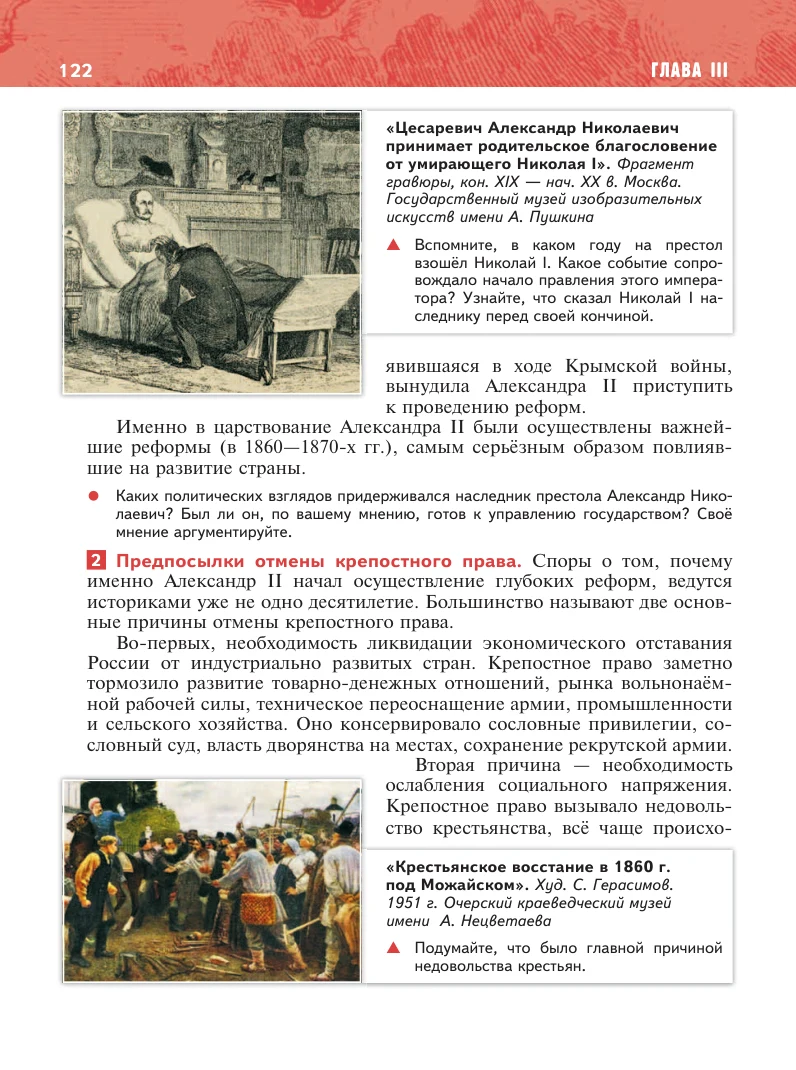 122
ГЛАВА III
«Цесаревич Александр Николаевич
принимает родительское благословение
от умирающего Николая I». Фрагмент
гравюры, кон. XIX — нач. XX в. Москва.
Государственный музей изобразительных
искусств имени А. Пушкина
▲ Вспомните, в каком году на престол
взошёл Николай I. Какое событие сопро-
вождало начало правления этого импера-
тора? Узнайте, что сказал Николай I на-
следнику перед своей кончиной.
явившаяся в ходе Крымской войны,
вынудила Александра II приступить
к проведению реформ.
Именно в царствование Александра II были осуществлены важней-
шие реформы (в 1860—1870-х гг.), самым серьёзным образом повлияв-
шие на развитие страны.
● Каких политических взглядов придерживался наследник престола Александр Нико-
лаевич? Был ли он, по вашему мнению, готов к управлению государством? Своё
мнение аргументируйте.
2 Предпосылки отмены крепостного права. Споры о том, почему
именно Александр II начал осуществление глубоких реформ, ведутся
историками уже не одно десятилетие. Большинство называют две основ-
ные причины отмены крепостного права.
Во-первых, необходимость ликвидации экономического отставания
России от индустриально развитых стран. Крепостное право заметно
тормозило развитие товарно-денежных отношений, рынка вольнонаём-
ной рабочей силы, техническое переоснащение армии, промышленности
и сельского хозяйства. Оно консервировало сословные привилегии, со-
словный суд, власть дворянства на местах, сохранение рекрутской армии.
Вторая причина — необходимость
ослабления социального напряжения.
Крепостное право вызывало недоволь-
ство крестьянства, всё чаще происхо-
«Крестьянское восстание в 1860 г.
под Можайском». Худ. С. Герасимов.
1951 г. Очерский краеведческий музей
имени А. Нецветаева
▲ Подумайте, что было главной причиной
недовольства крестьян.